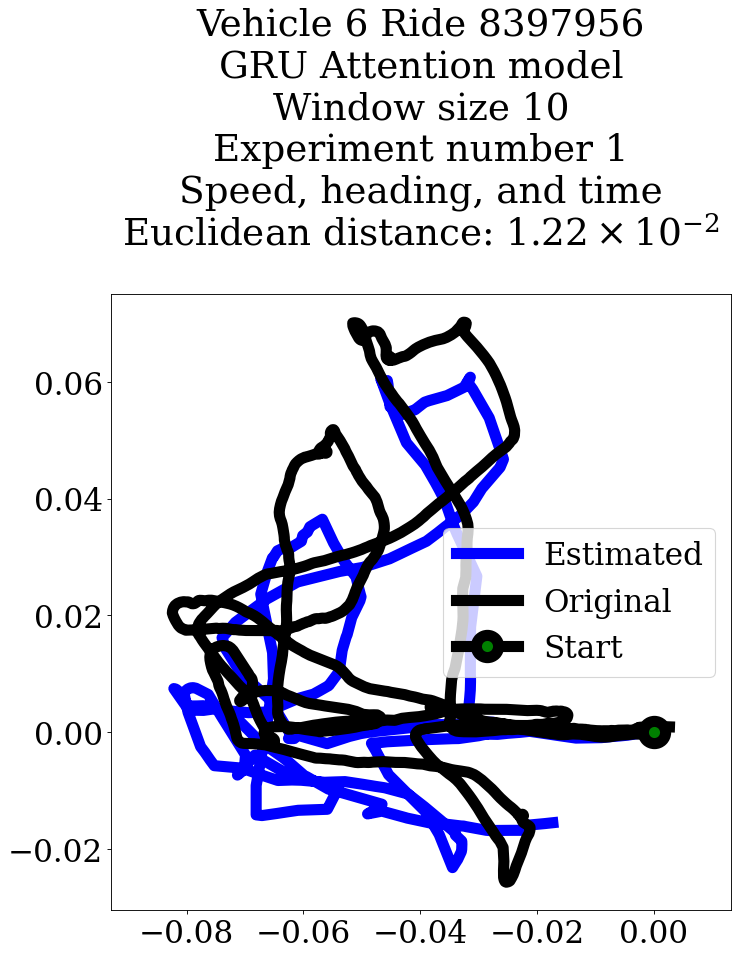 Vehicle 6 Ride 8397956
GRU Attention model
Window size 10
Experiment number 1
Speed, heading, and time
Euclidean distance: 1.22 × 10⁻²
0.06
0.04
0.02
0.00
−0.02
Estimated
Original
Start
−0.08 −0.06 −0.04 −0.02 0.00